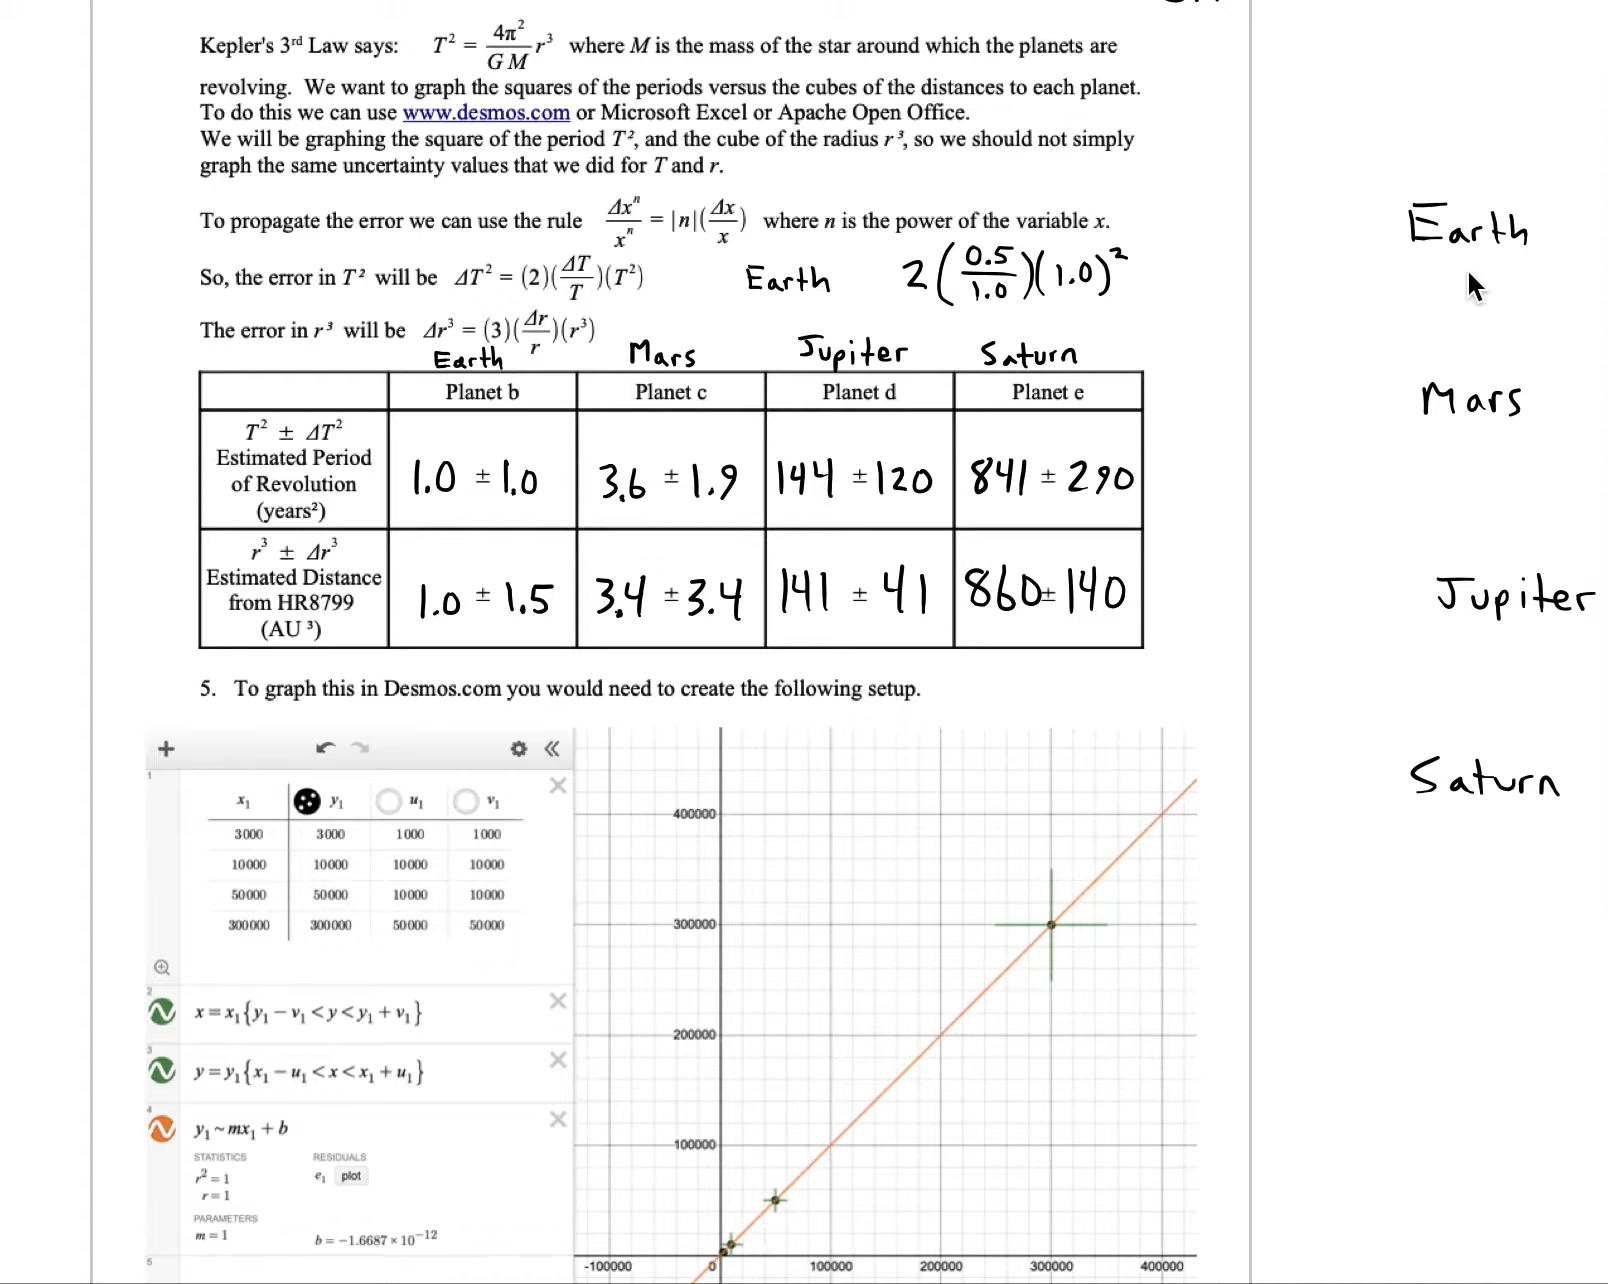 Kepler's 3rd Law says: T² = 4π²/GM r³ where M is the mass of the star around which the planets are
revolving. We want to graph the squares of the periods versus the cubes of the distances to each planet.
To do this we can use www.desmos.com or Microsoft Excel or Apache Open Office.
We will be graphing the square of the period T², and the cube of the radius r³, so we should not simply
graph the same uncertainty values that we did for T and r.
To propagate the error we can use the rule Δxⁿ/xⁿ = |n|(Δx/x) where n is the power of the variable x.
So, the error in T² will be ΔT² = (2)(ΔT/T)(T²) Earth 2(0.5/1.0)(1.0)²
The error in r³ will be Δr³ = (3)(Δr/r)(r³)
Earth Mars Jupiter Saturn
Planet b Planet c Planet d Planet e
T² ± ΔT²
Estimated Period
of Revolution
(years²)
1.0 ± 1.0 3.6 ± 1.9 144 ± 120 841 ± 290
r³ ± Δr³
Estimated Distance
from HR8799
(AU ³)
1.0 ± 1.5 3.4 ± 3.4 141 ± 41 860 ± 140
Earth
Mars
Jupiter
Saturn
5. To graph this in Desmos.com you would need to create the following setup.
1
x₁ y₁ u₁ v₁
3000 3000 1000 1000
10000 10000 10000 10000
50000 50000 10000 10000
300000 300000 50000 50000
2
x=x₁{y₁−v₁<y<y₁+v₁}
3
y=y₁{x₁−u₁<x<x₁+u₁}
4
y₁~mx₁+b
STATISTICS RESIDUALS
r²=1 e₁ plot
r=1
PARAMETERS
m=1 b=−1.6687×10⁻¹²
5
400000
300000
200000
100000
-100000 0 100000 200000 300000 400000